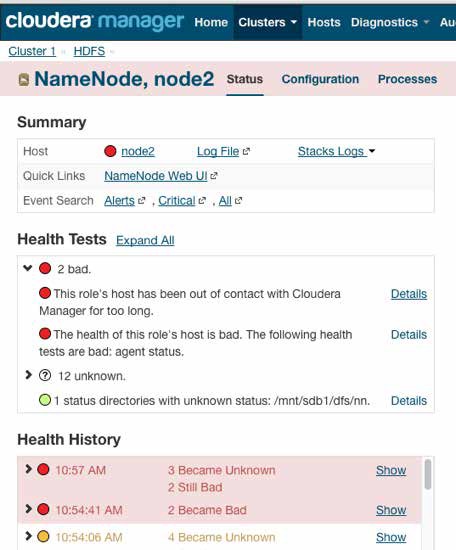 cloudera manager Home Clusters Hosts Diagnostics Au
Cluster 1 « HDFS «
NameNode, node2 Status Configuration Processes
Summary
Host node2 Log File Stacks Logs
Quick Links NameNode Web UI
Event Search Alerts , Critical , All
Health Tests Expand All
2 bad.
This role's host has been out of contact with Cloudera Details
Manager for too long.
The health of this role's host is bad. The following health Details
tests are bad: agent status.
? 12 unknown.
1 status directories with unknown status: /mnt/sdb1/dfs/nn. Details
Health History
10:57 AM 3 Became Unknown Show
2 Still Bad
10:54:41 AM 2 Became Bad Show
10:54:06 AM 4 Became Unknown Show